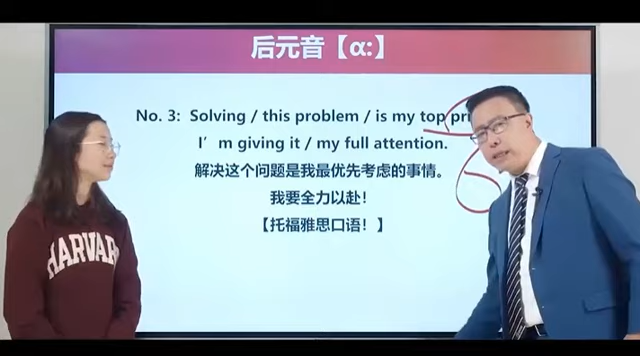 后元音【ɑ:】
No. 3: Solving / this problem / is my top
I'm giving it / my full attention.
解决这个问题是我最优先考虑的事情。
我要全力以赴！
【托福雅思口语！】
HARVARD